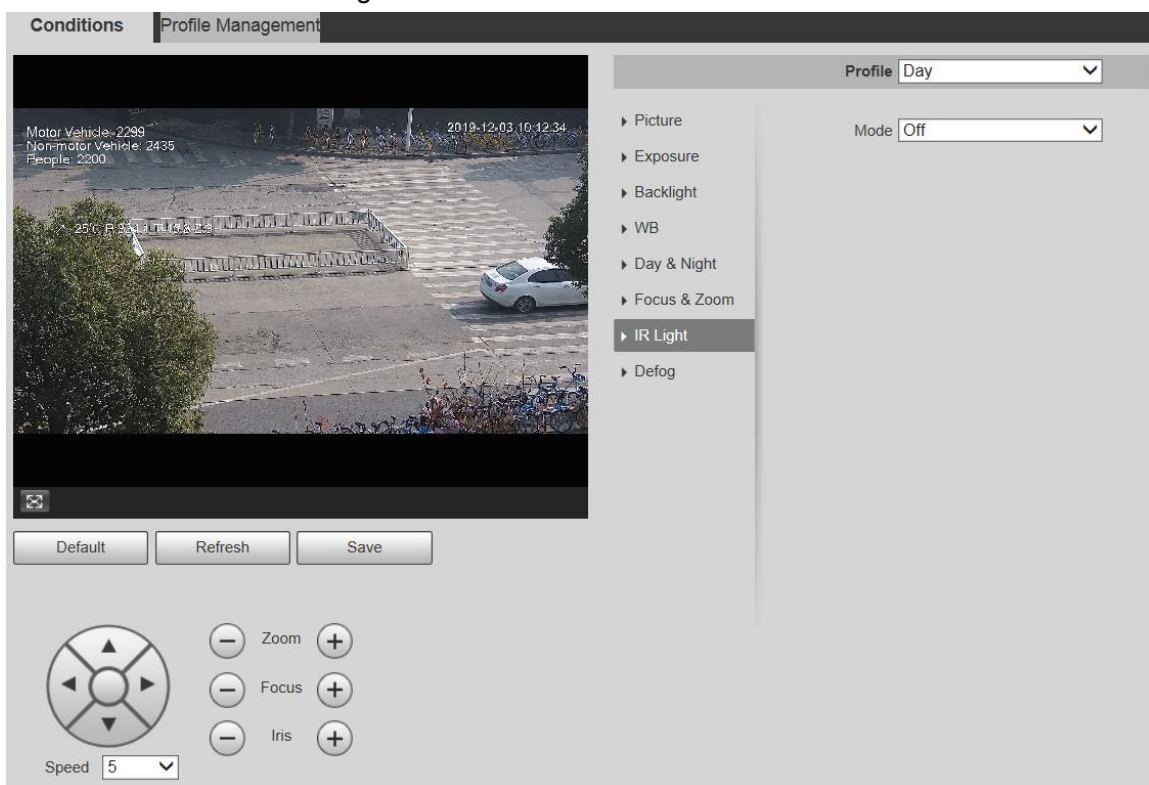 Conditions
Profile Management
Profile Day
Motor Vehicle: 2299
2019-12-03 10:12:34
Non-motor Vehicle: 2435
People: 2200
Picture
Mode Off
Exposure
Backlight
WB
Day & Night
Focus & Zoom
IR Light
Defog
Default
Refresh
Save
Zoom
Focus
Iris
Speed 5